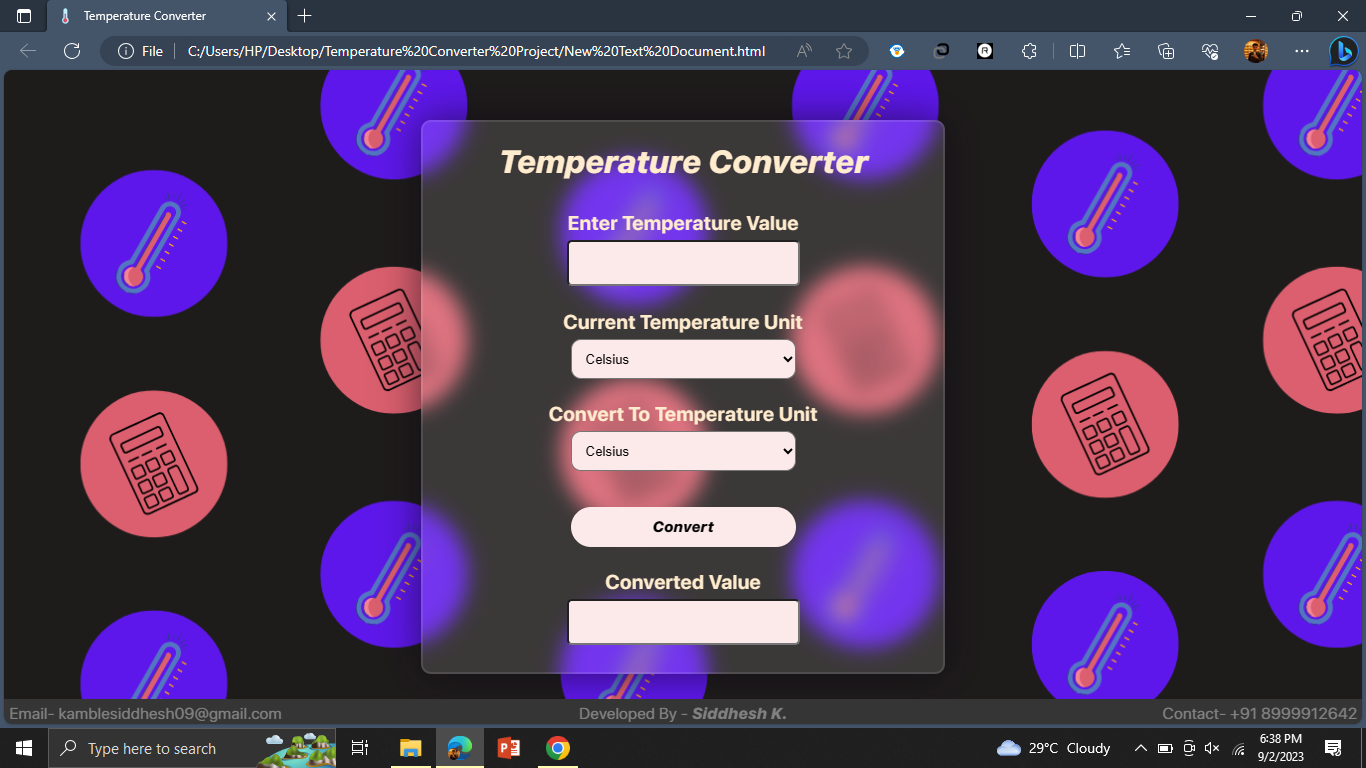 Temperature Converter
File
C:/Users/HP/Desktop/Temperature%20Converter%20Project/New%20Text%20Document.html
Temperature Converter
Enter Temperature Value
Current Temperature Unit
Celsius
Convert To Temperature Unit
Celsius
Convert
Converted Value
Email- kamblesiddhesh09@gmail.com
Developed By - Siddhesh K.
Contact- +91 8999912642
Type here to search
29°C Cloudy
6:38 PM
9/2/2023